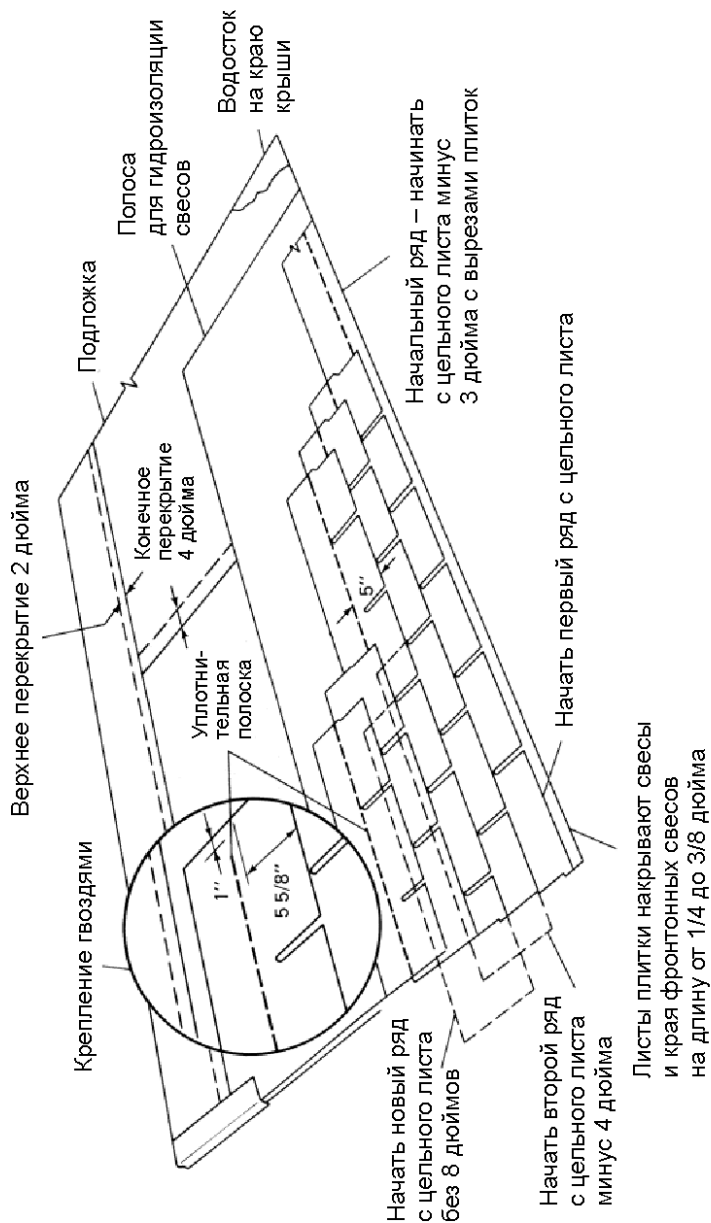 Верхнее перекрытие 2 дюйма
Подложка
Полоса
для гидроизоляции
свесов
Водосток
на краю
крыши
Конечное
перекрытие
4 дюйма
Уплотни-
тельная
полоска
Крепление гвоздями
1"
5 5/8"
5"
Начальный ряд – начинать
с цельного листа минус
3 дюйма с вырезами плиток
Начать первый ряд с цельного листа
Листы плитки накрывают свесы
и края фронтонных свесов
на длину от 1/4 до 3/8 дюйма
Начать второй ряд
с цельного листа
минус 4 дюйма
Начать новый ряд
с цельного листа
без 8 дюймов